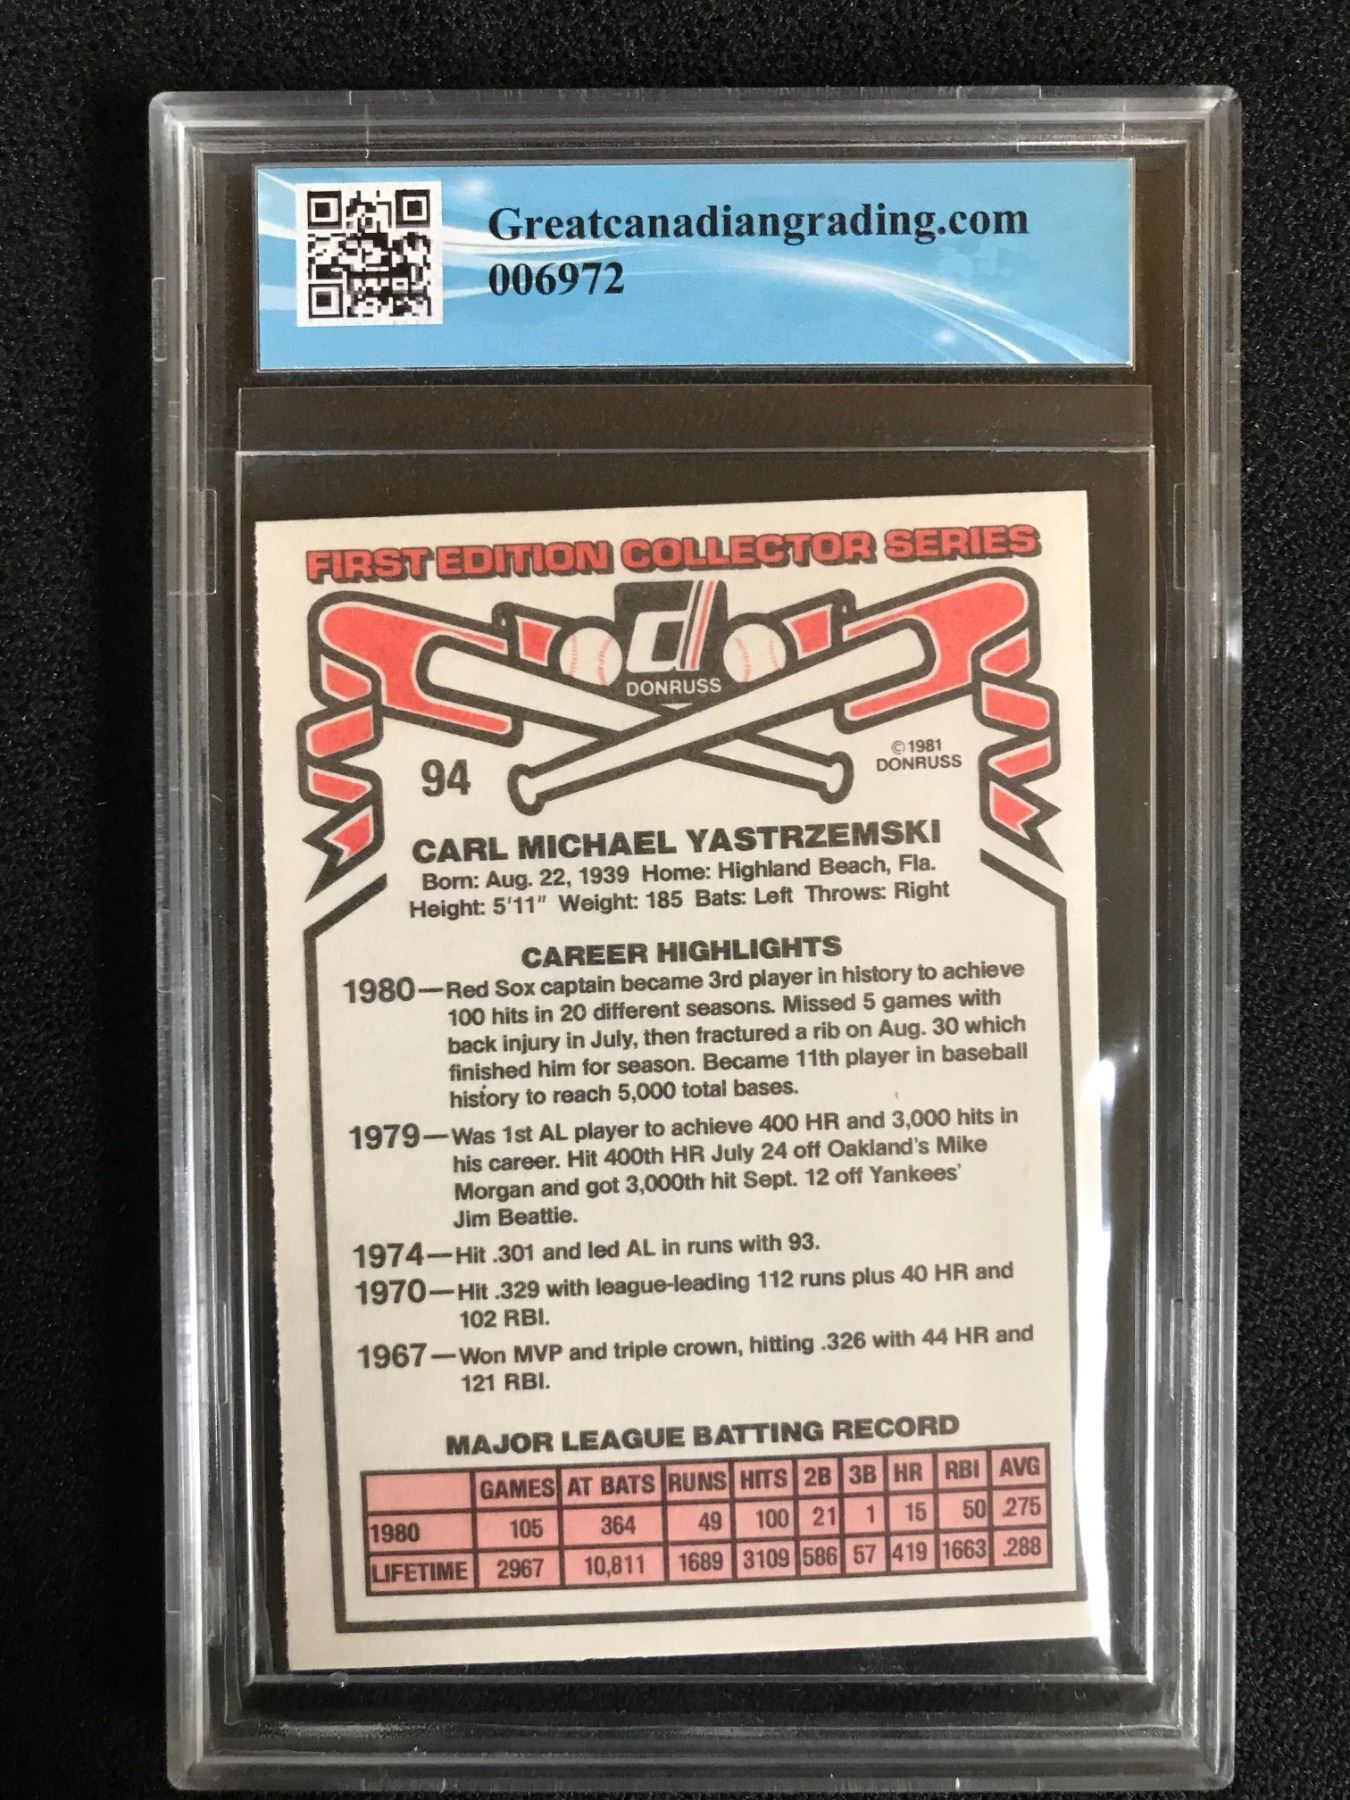 Greatcanadiangrading.com
006972
FIRST EDITION COLLECTOR SERIES
d
DONRUSS
©1981
DONRUSS
94
CARL MICHAEL YASTRZEMSKI
Born: Aug. 22, 1939 Home: Highland Beach, Fla.
Height: 5'11" Weight: 185 Bats: Left Throws: Right
CAREER HIGHLIGHTS
1980—Red Sox captain became 3rd player in history to achieve
100 hits in 20 different seasons. Missed 5 games with
back injury in July, then fractured a rib on Aug. 30 which
finished him for season. Became 11th player in baseball
history to reach 5,000 total bases.
1979—Was 1st AL player to achieve 400 HR and 3,000 hits in
his career. Hit 400th HR July 24 off Oakland's Mike
Morgan and got 3,000th hit Sept. 12 off Yankees'
Jim Beattie.
1974—Hit .301 and led AL in runs with 93.
1970—Hit .329 with league-leading 112 runs plus 40 HR and
102 RBI.
1967—Won MVP and triple crown, hitting .326 with 44 HR and
121 RBI.
MAJOR LEAGUE BATTING RECORD
GAMES AT BATS RUNS HITS 2B 3B HR RBI AVG
1980 105 364 49 100 21 1 15 50 .275
LIFETIME 2967 10,811 1689 3109 586 57 419 1663 .288